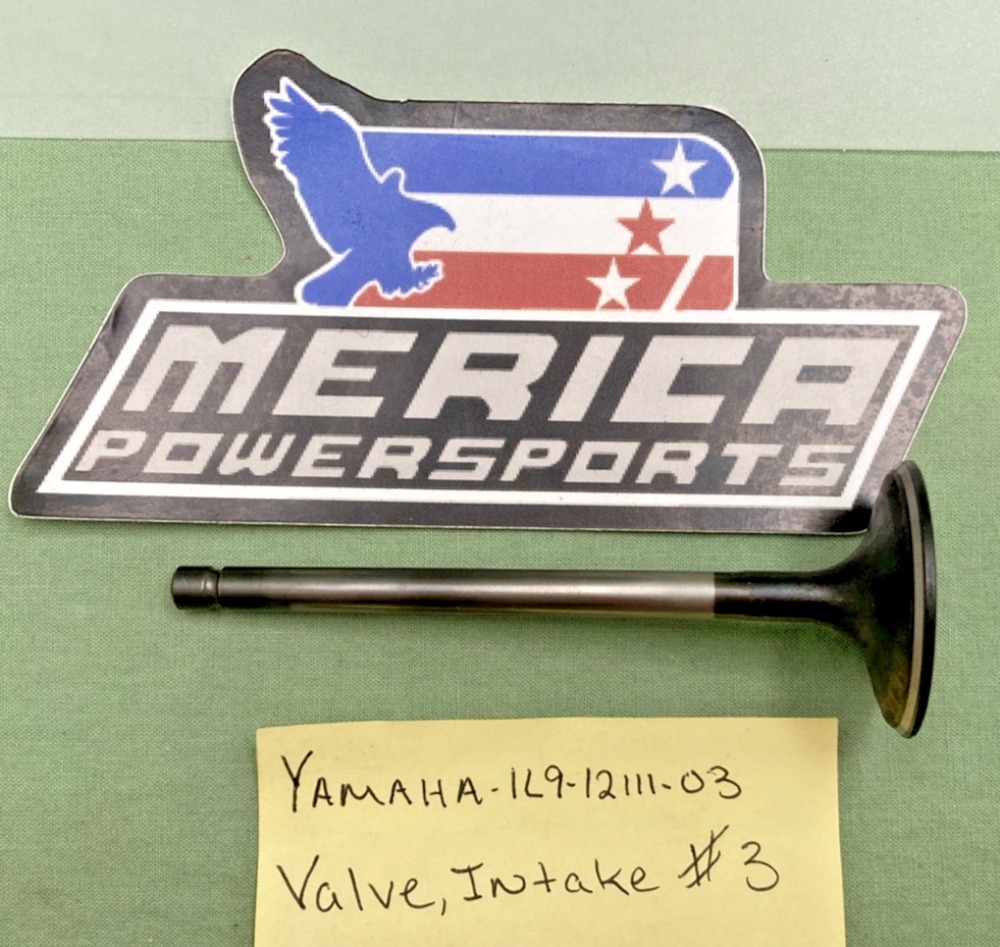 MERICA
POWERSPORTS
YAMAHA-1L9-12111-03
Valve, Intake #3